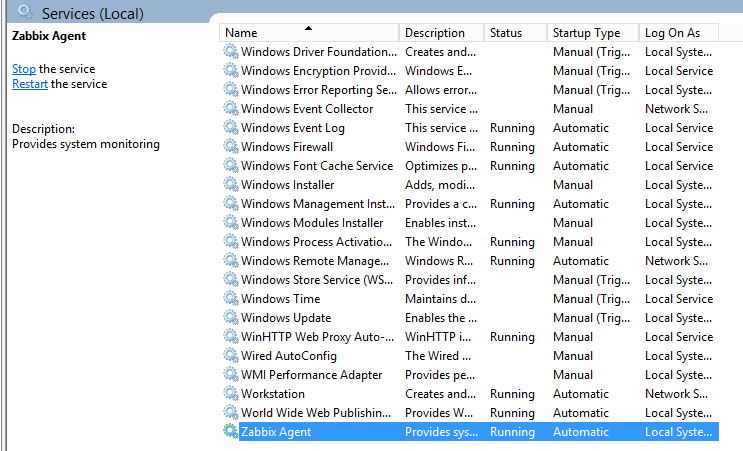 Services (Local)
Zabbix Agent
Stop the service
Restart the service
Description:
Provides system monitoring
Name Description Status Startup Type Log On As
Windows Driver Foundation... Creates and... Manual (Trig... Local Syste...
Windows Encryption Provid... Windows E... Manual (Trig... Local Service
Windows Error Reporting Se... Allows error... Manual (Trig... Local Syste...
Windows Event Collector This service ... Manual Network S...
Windows Event Log This service ... Running Automatic Local Service
Windows Firewall Windows Fi... Running Automatic Local Service
Windows Font Cache Service Optimizes p... Running Automatic Local Service
Windows Installer Adds, modi... Manual Local Syste...
Windows Management Inst... Provides a c... Running Automatic Local Syste...
Windows Modules Installer Enables inst... Manual Local Syste...
Windows Process Activatio... The Windo... Running Manual Local Syste...
Windows Remote Manage... Windows R... Running Automatic Network S...
Windows Store Service (WS... Provides inf... Manual (Trig... Local Syste...
Windows Time Maintains d... Manual (Trig... Local Service
Windows Update Enables the ... Manual (Trig... Local Syste...
WinHTTP Web Proxy Auto-... WinHTTP i... Running Manual Local Service
Wired AutoConfig The Wired ... Manual Local Syste...
WMI Performance Adapter Provides pe... Manual Local Syste...
Workstation Creates and... Running Automatic Network S...
World Wide Web Publishin... Provides W... Running Automatic Local Syste...
Zabbix Agent Provides sys... Running Automatic Local Syste...